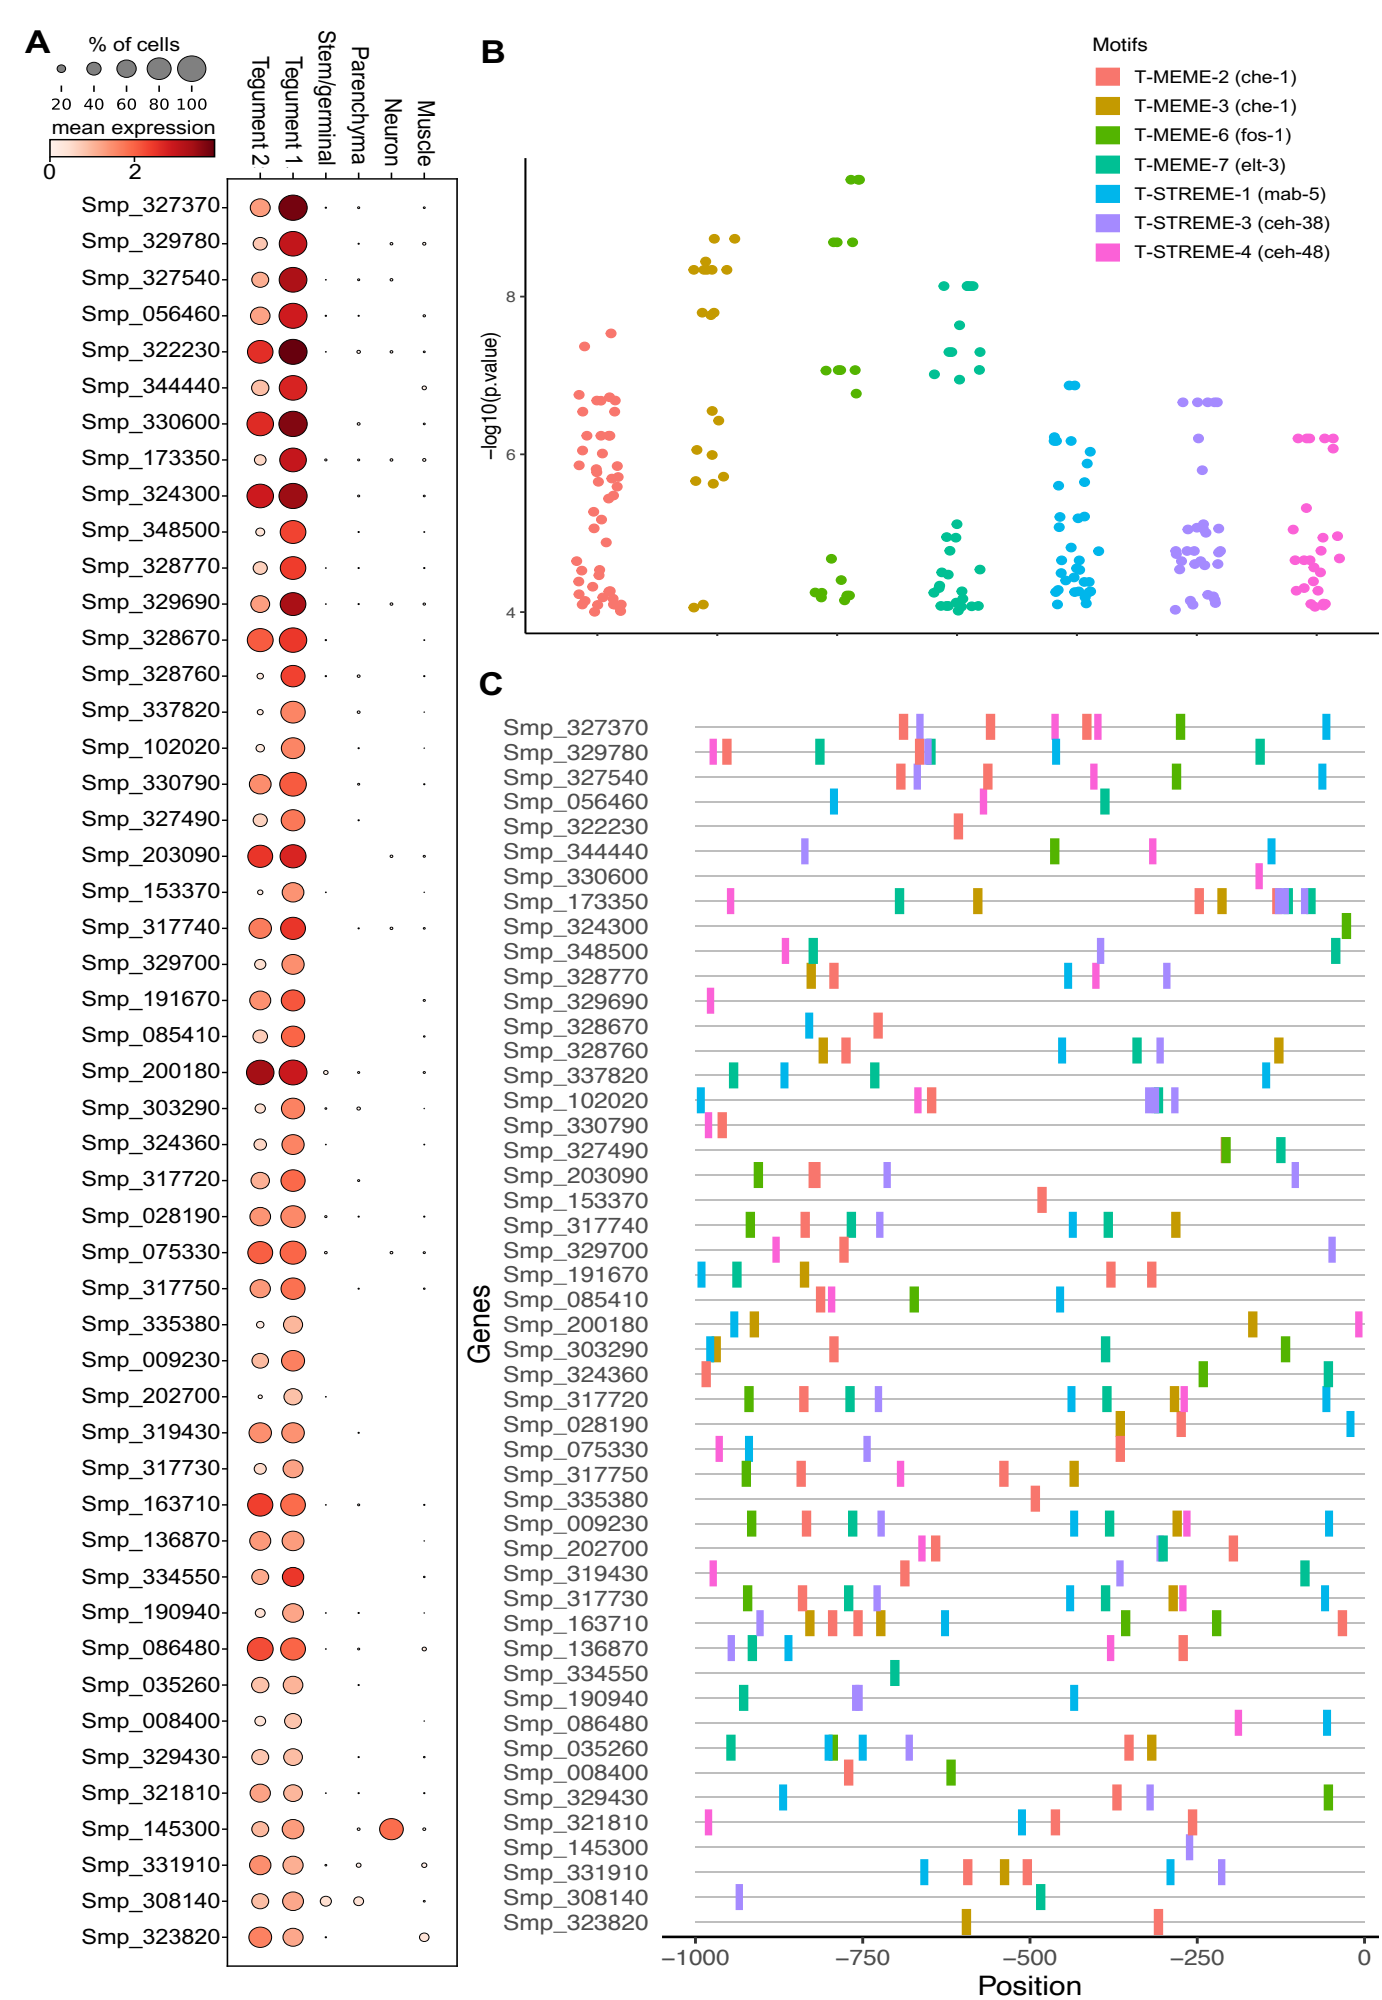 A
% of cells
20 40 60 80 100
mean expression
0 2
Tegument 2
Tegument 1
Stem/germinal
Parenchyma
Neuron
Muscle
Smp_327370
Smp_329780
Smp_327540
Smp_056460
Smp_322230
Smp_344440
Smp_330600
Smp_173350
Smp_324300
Smp_348500
Smp_328770
Smp_329690
Smp_328670
Smp_328760
Smp_337820
Smp_102020
Smp_330790
Smp_327490
Smp_203090
Smp_153370
Smp_317740
Smp_329700
Smp_191670
Smp_085410
Smp_200180
Smp_303290
Smp_324360
Smp_317720
Smp_028190
Smp_075330
Smp_317750
Smp_335380
Smp_009230
Smp_202700
Smp_319430
Smp_317730
Smp_163710
Smp_136870
Smp_334550
Smp_190940
Smp_086480
Smp_035260
Smp_008400
Smp_329430
Smp_321810
Smp_145300
Smp_331910
Smp_308140
Smp_323820
B
Motifs
T-MEME-2 (che-1)
T-MEME-3 (che-1)
T-MEME-6 (fos-1)
T-MEME-7 (elt-3)
T-STREME-1 (mab-5)
T-STREME-3 (ceh-38)
T-STREME-4 (ceh-48)
−log10(p.value)
8
6
4
C
Genes
Smp_327370
Smp_329780
Smp_327540
Smp_056460
Smp_322230
Smp_344440
Smp_330600
Smp_173350
Smp_324300
Smp_348500
Smp_328770
Smp_329690
Smp_328670
Smp_328760
Smp_337820
Smp_102020
Smp_330790
Smp_327490
Smp_203090
Smp_153370
Smp_317740
Smp_329700
Smp_191670
Smp_085410
Smp_200180
Smp_303290
Smp_324360
Smp_317720
Smp_028190
Smp_075330
Smp_317750
Smp_335380
Smp_009230
Smp_202700
Smp_319430
Smp_317730
Smp_163710
Smp_136870
Smp_334550
Smp_190940
Smp_086480
Smp_035260
Smp_008400
Smp_329430
Smp_321810
Smp_145300
Smp_331910
Smp_308140
Smp_323820
−1000 −750 −500 −250 0
Position